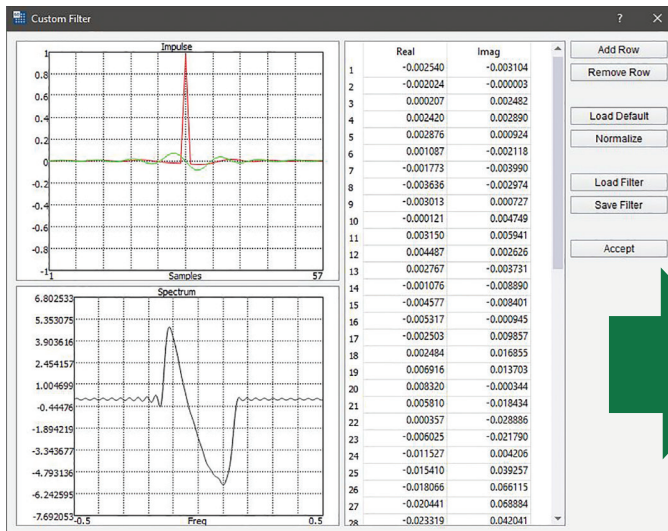 Custom Filter
? ×
Impulse
1
0.8
0.6
0.4
0.2
0
-0.2
-0.4
-0.6
-0.8
-1
1 Samples 57
Spectrum
6.802533
5.353075
3.903616
2.454157
1.004699
-0.44476
-1.894219
-3.343677
-4.793136
-6.242595
-7.692053
-0.5 Freq 0.5
Real Imag
1 -0.002540 -0.003104
2 -0.002024 -0.000003
3 0.000207 0.002482
4 0.002420 0.002890
5 0.002876 0.000924
6 0.001087 -0.002118
7 -0.001773 -0.003990
8 -0.003636 -0.002974
9 -0.003013 0.000727
10 -0.000121 0.004749
11 0.003150 0.005941
12 0.004487 0.002626
13 0.002767 -0.003731
14 -0.001076 -0.008890
15 -0.004577 -0.008401
16 -0.005317 -0.000945
17 -0.002503 0.009857
18 0.002484 0.016855
19 0.006916 0.013703
20 0.008320 -0.000344
21 0.005810 -0.018434
22 0.000357 -0.028886
23 -0.006025 -0.021790
24 -0.011527 0.004206
25 -0.015410 0.039257
26 -0.018066 0.066115
27 -0.020441 0.068884
28 -0.023319 0.042041
Add Row
Remove Row
Load Default
Normalize
Load Filter
Save Filter
Accept